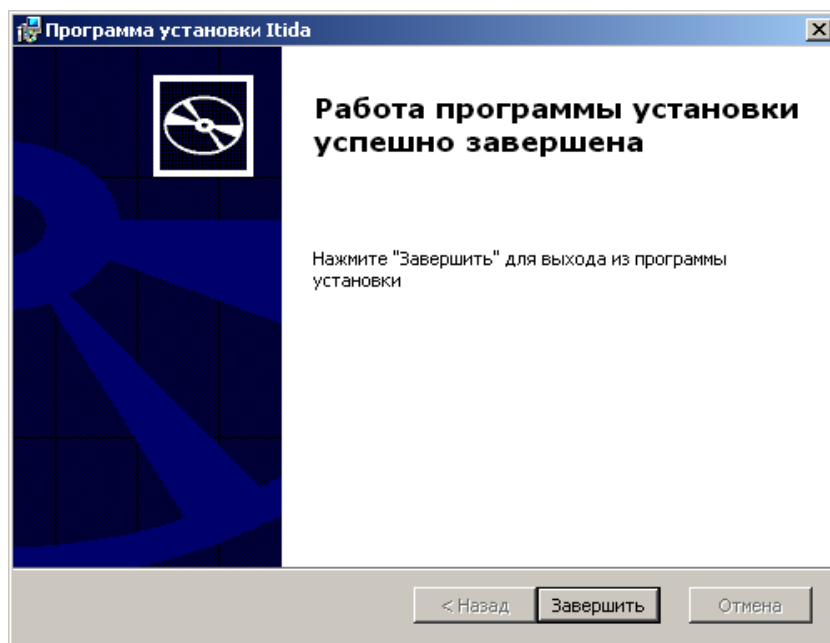 Программа установки Itida
Работа программы установки
успешно завершена
Нажмите "Завершить" для выхода из программы
установки
< Назад
Завершить
Отмена